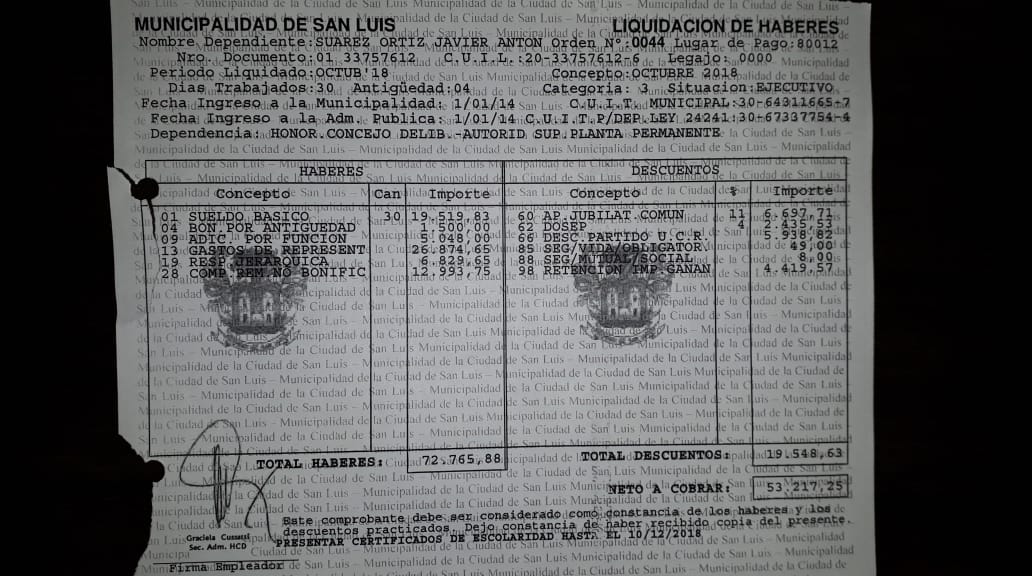 MUNICIPALIDAD DE SAN LUIS LIQUIDACION DE HABERES
Nombre Dependiente:SUAREZ ORTIZ JAVIER ANTON Orden N°.0044 Lugar de Pago:80012
Nro. Documento:01 33757612 C.U.I.L.:20-33757612-6 Legajo: 0000
Periodo Liquidado:OCTUB'18 Concepto:OCTUBRE 2018
Dias Trabajados:30 Antigüedad:04 Categoria: 3 Situacion:EJECUTIVO
Fecha Ingreso a la Municipalidad: 1/01/14 C.U.I.T. MUNICIPAL:30-64311665-7
Fecha Ingreso a la Adm. Publica: 1/01/14 C.U.I.T.P/DEP.LEY 24241:30-67337754-4
Dependencia: HONOR.CONCEJO DELIB.-AUTORID SUP.PLANTA PERMANENTE
HABERES DESCUENTOS
Concepto Can Importe Concepto % Importe
01 SUELDO BASICO 30 19.519,83 60 AP.JUBILAT.COMUN 11 6.697,71
04 BON.POR ANTIGUEDAD 1.500,00 62 DOSEP 4 2.435,53
09 ADIC. POR FUNCION 5.048,00 66 DESC.PARTIDO U.C.R. 5.938,82
13 GASTOS DE REPRESENT 26.874,65 81 SEG/VIDA/OBLIGATOR. 49,00
19 RESP.JERARQUICA 6.829,65 88 SEG/MUTUAL/SOCIAL 8,00
28 COMP.REM.NO BONIFIC 12.993,75 98 RETENCION IMP.GANAN 4.419,57
TOTAL HABERES: 72.765,88 TOTAL DESCUENTOS: 19.548,63
NETO A COBRAR: 53.217,25
Este comprobante debe ser considerado como constancia de los haberes y los
descuentos practicados. Dejo constancia de haber recibido copia del presente.
PRESENTAR CERTIFICADOS DE ESCOLARIDAD HASTA EL 10/12/2018
Graciela
Sec. Adm. HCD
Firma Empleador